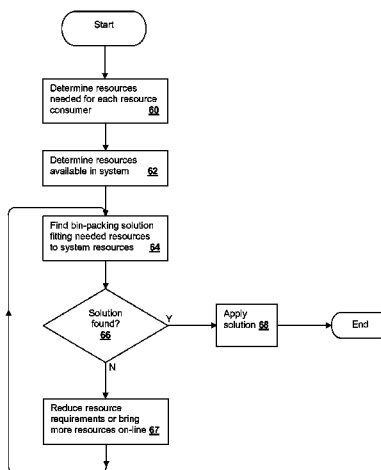 Start
Determine resources
needed for each resource
consumer 60
Determine resources
available in system 62
Find bin-packing solution
fitting needed resources
to system resources 64
Solution
found?
66
Y
Apply
solution 68
End
N
Reduce resource
requirements or bring
more resources on-line 67